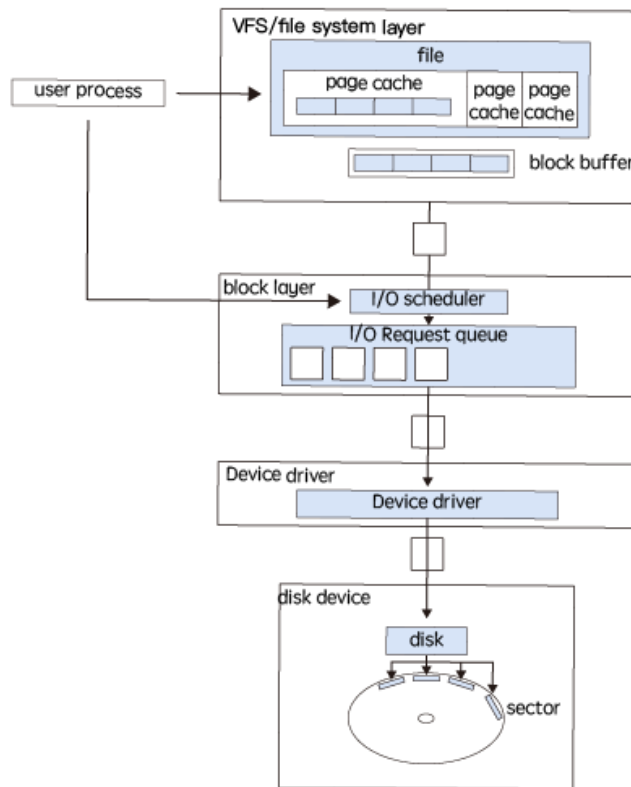 VFS/file system layer
file
user process
page cache
page
cache
page
cache
block buffer
block layer
I/O scheduler
I/O Request queue
Device driver
Device driver
disk device
disk
sector